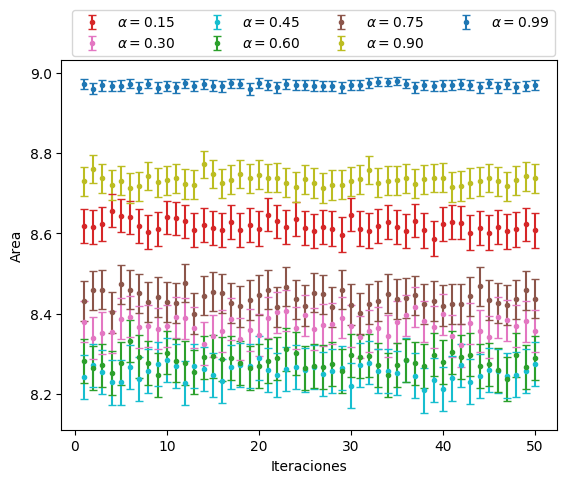 α = 0.15 α = 0.45 α = 0.75 α = 0.99
α = 0.30 α = 0.60 α = 0.90
9.0
8.8
8.6
8.4
8.2
Area
0 10 20 30 40 50
Iteraciones